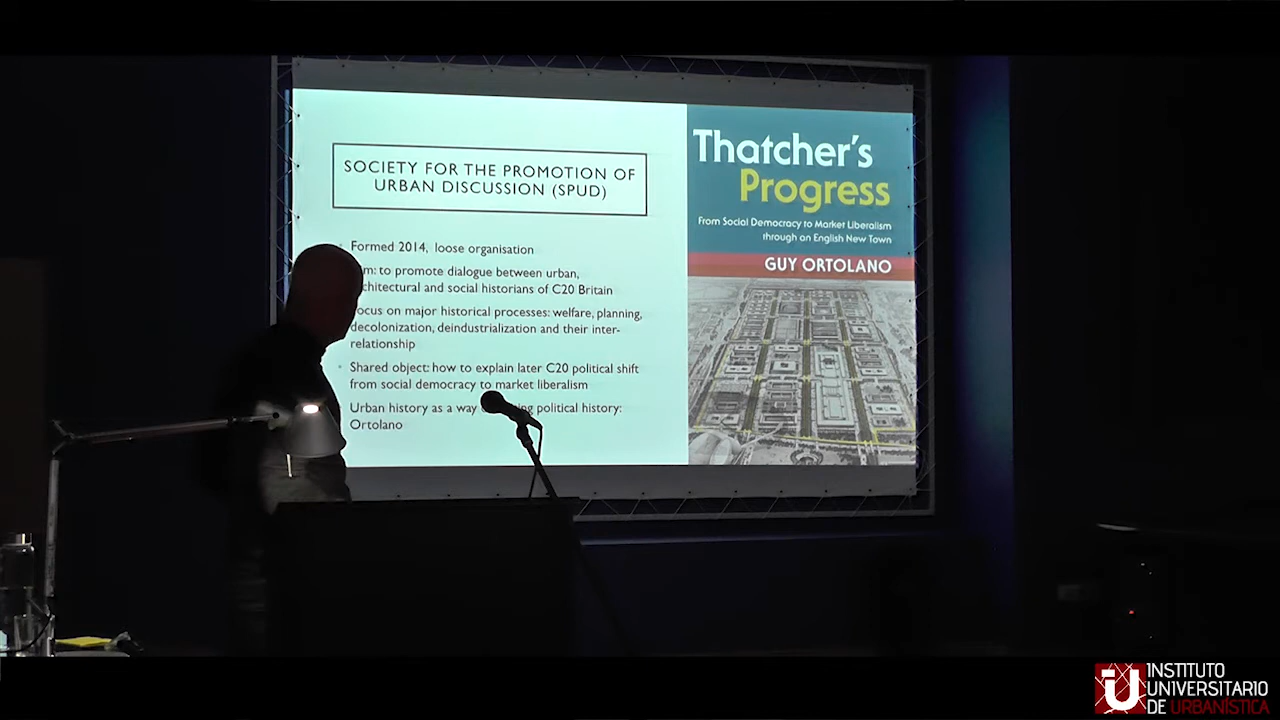 SOCIETY FOR THE PROMOTION OF
URBAN DISCUSSION (SPUD)
Formed 2014, loose organisation
to promote dialogue between urban,
social historians of C20 Britain
on major historical processes: welfare, planning,
decolonization, deindustrialization and their inter-
relationship
Shared object: how to explain later C20 political shift
from social democracy to market liberalism
Urban history as a way political history:
Ortolano
Thatcher's
Progress
From Social Democracy to Market Liberalism
through an English New Town
GUY ORTOLANO
IU
INSTITUTO
UNIVERSITARIO
DE URBANÍSTICA